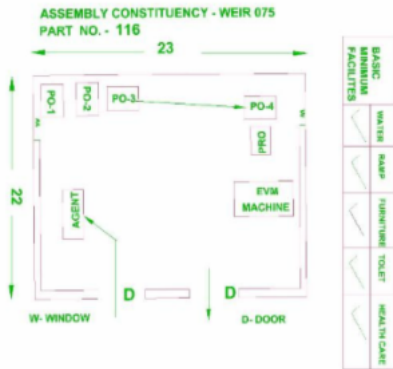 ASSEMBLY CONSTITUENCY - WEIR 075
PART NO. - 116
23
PO-1
PO-2
PO-3
PO-4
W
PRO
22
AGENT
EVM
MACHINE
D
D
W- WINDOW
D- DOOR
BASIC
MINIMUM
FACILITES
WATER
RAMP
FURNITURE
TOLET
HEALTH CARE